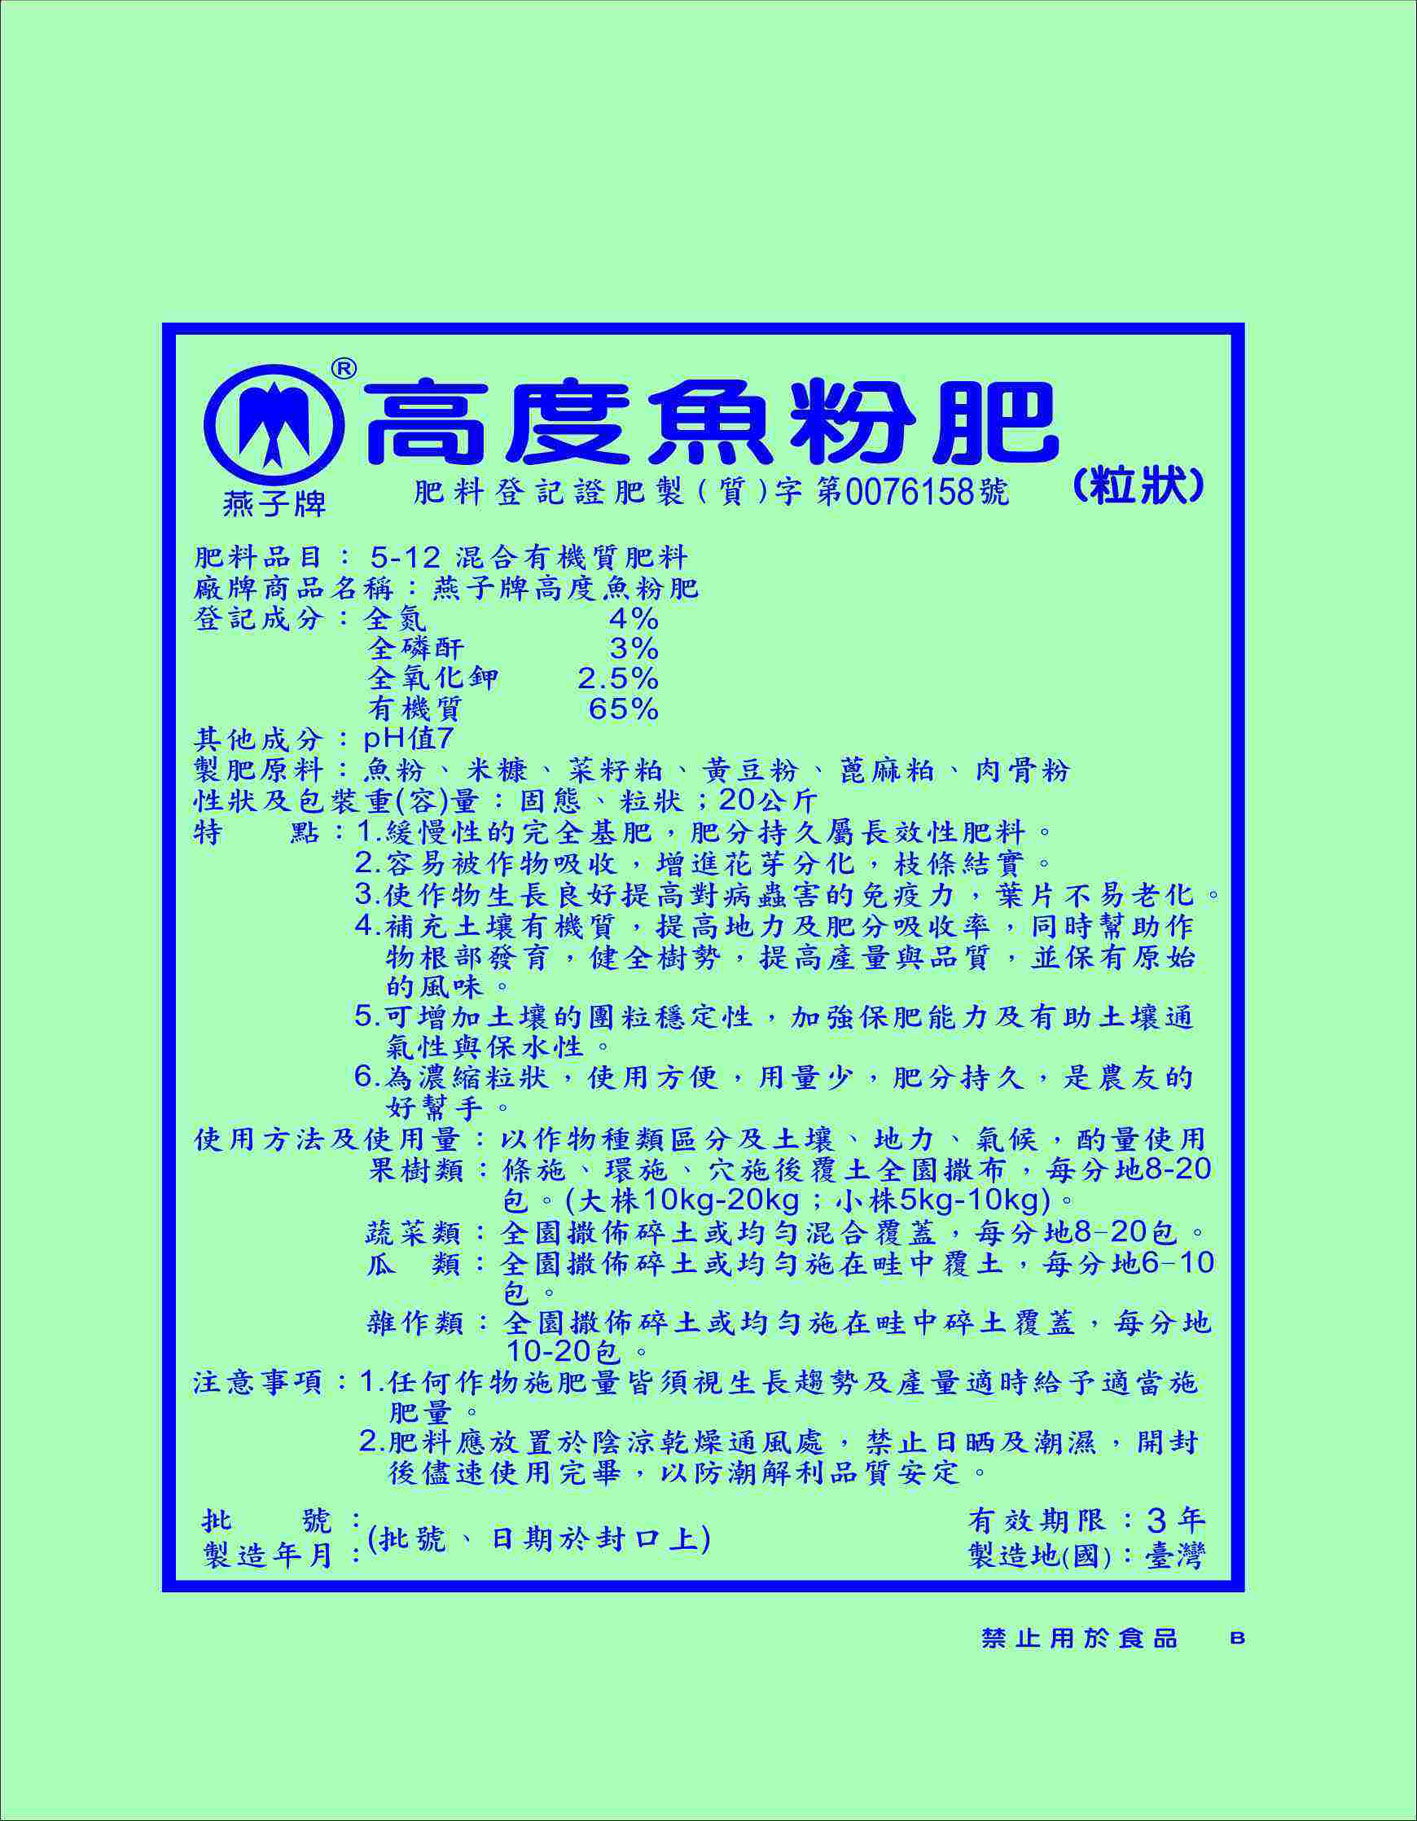 ®
高度魚粉肥
(粒狀)
燕子牌
肥料登記證肥製(質)字第0076158號
肥料品目：5-12 混合有機質肥料
廠牌商品名稱：燕子牌高度魚粉肥
登記成分：全氮 4%
全磷酐 3%
全氧化鉀 2.5%
有機質 65%
其他成分：pH值7
製肥原料：魚粉、米糠、菜籽粕、黃豆粉、蓖麻粕、肉骨粉
性狀及包裝重(容)量：固態、粒狀；20公斤
特 點：1.緩慢性的完全基肥，肥分持久屬長效性肥料。
2.容易被作物吸收，增進花芽分化，枝條結實。
3.使作物生長良好提高對病蟲害的免疫力，葉片不易老化。
4.補充土壤有機質，提高地力及肥分吸收率，同時幫助作
物根部發育，健全樹勢，提高產量與品質，並保有原始
的風味。
5.可增加土壤的團粒穩定性，加強保肥能力及有助土壤通
氣性與保水性。
6.為濃縮粒狀，使用方便，用量少，肥分持久，是農友的
好幫手。
使用方法及使用量：以作物種類區分及土壤、地力、氣候，酌量使用
果樹類：條施、環施、穴施後覆土全園撒布，每分地8-20
包。(大株10kg-20kg；小株5kg-10kg)。
蔬菜類：全園撒佈碎土或均勻混合覆蓋，每分地8-20包。
瓜 類：全園撒佈碎土或均勻施在畦中覆土，每分地6-10
包。
雜作類：全園撒佈碎土或均勻施在畦中碎土覆蓋，每分地
10-20包。
注意事項：1.任何作物施肥量皆須視生長趨勢及產量適時給予適當施
肥量。
2.肥料應放置於陰涼乾燥通風處，禁止日晒及潮濕，開封
後儘速使用完畢，以防潮解利品質安定。
批 號：
製造年月：
(批號、日期於封口上)
有效期限：3年
製造地(國)：臺灣
禁止用於食品 B